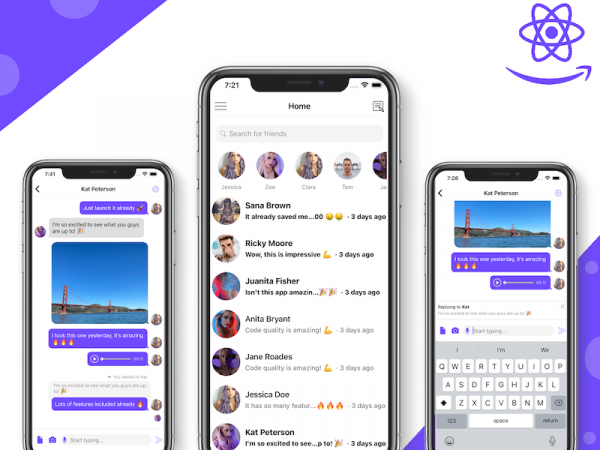 7:41
Kat Peterson
Just launch it already 🚀
I'm so excited to see what you guys
are up to! 🎉
I took this one yesterday, it's amazing
🔥🔥🔥
00:11
You replied to Kat
I'm so excited to see what you guys are up
to! 🎉
Lots of features included already 🔥
Start typing...
7:21
Home
Search for friends
Jessica
Zoe
Clara
Tom
Ja
Sana Brown
It already saved me...00 🤑🤑 · 3 days ago
Ricky Moore
Wow, this is impressive 💪 · 3 days ago
Juanita Fisher
Isn't this app amazin...🎉🎉 · 3 days ago
Anita Bryant
Code quality is amazing! 💪 · 3 days ago
Jane Roades
Code quality is amazing! 💪 · 3 days ago
Jessica Doe
It has so many featur...🔥🔥🔥 · 3 days ago
Kat Peterson
I'm so excited to see...p to! 🎉 · 3 days ago
7:28
Kat Peterson
I took this one yesterday, it's amazing
🔥🔥🔥
00:11
Replying to Kat
I'm so excited to see what you guys are up to! 🎉
Start typing...
I I'm We
Q W E R T Y U I O P
A S D F G H J K L
Z X C V B N M
123 space return